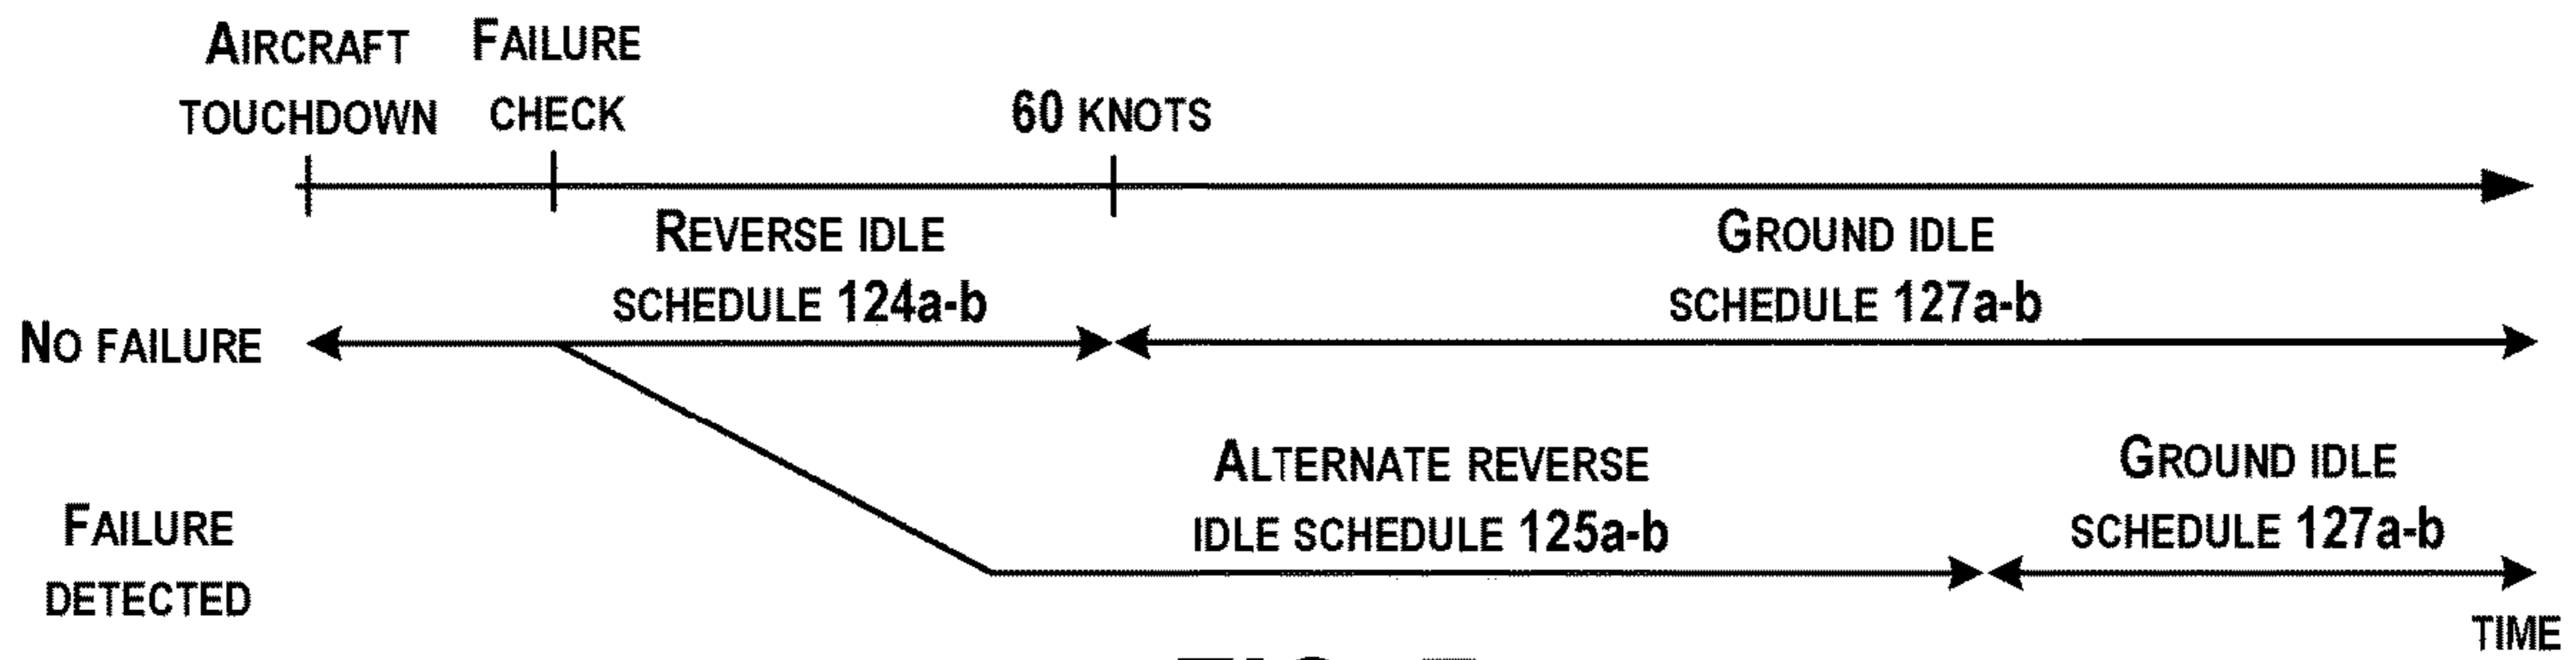 AIRCRAFT
TOUCHDOWN
FAILURE
CHECK
60 KNOTS
REVERSE IDLE
SCHEDULE 124a-b
GROUND IDLE
SCHEDULE 127a-b
NO FAILURE
ALTERNATE REVERSE
IDLE SCHEDULE 125a-b
GROUND IDLE
SCHEDULE 127a-b
FAILURE
DETECTED
TIME